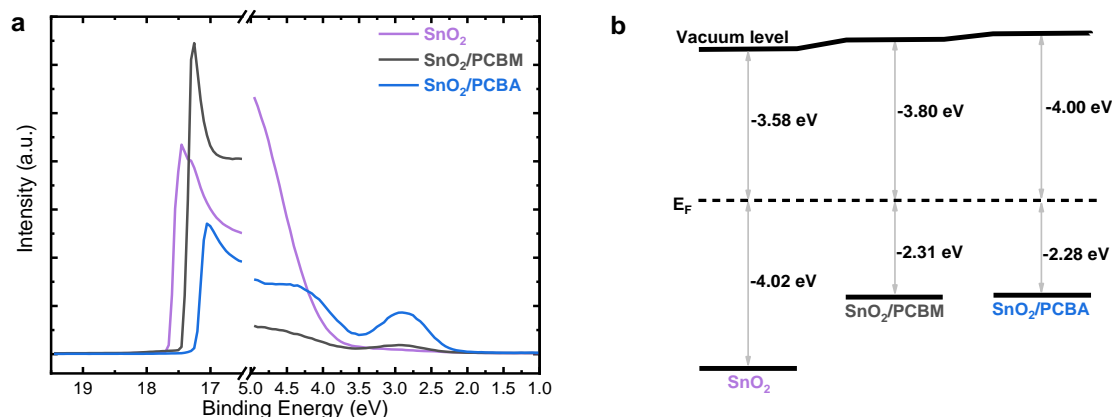 a
Intensity (a.u.)
SnO₂
SnO₂/PCBM
SnO₂/PCBA
19 18 17 5.0 4.5 4.0 3.5 3.0 2.5 2.0 1.5 1.0
Binding Energy (eV)
b
Vacuum level
-3.58 eV
-3.80 eV
-4.00 eV
E_F
-4.02 eV
-2.31 eV
-2.28 eV
SnO₂/PCBM
SnO₂/PCBA
SnO₂